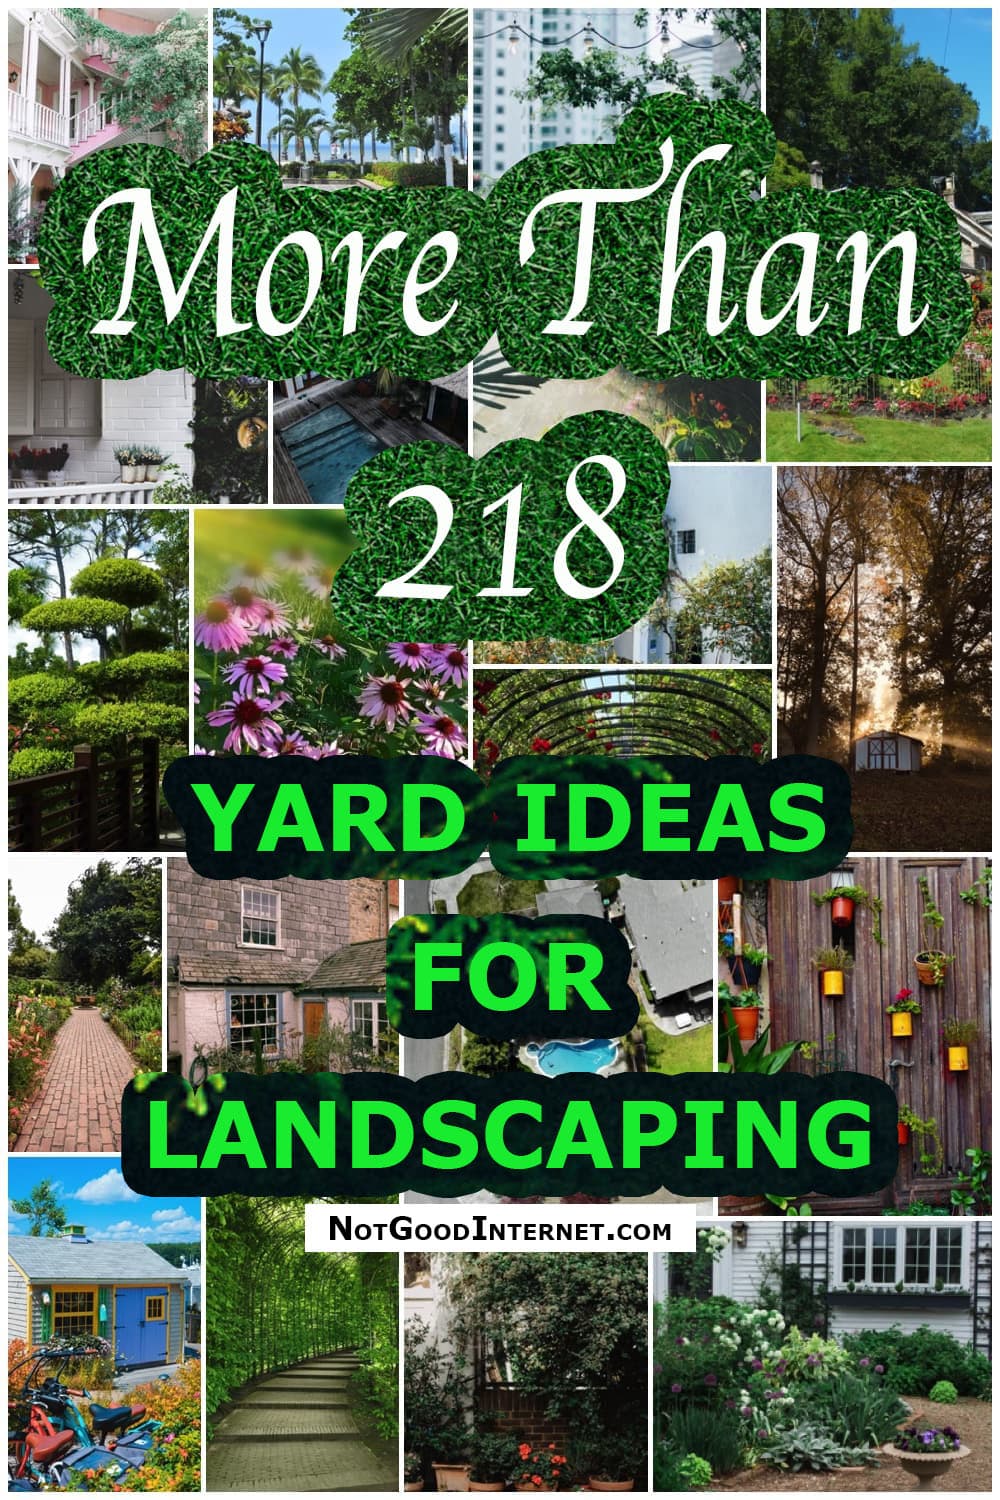 More Than
218
YARD IDEAS
FOR
LANDSCAPING
NOTGOODINTERNET.COM